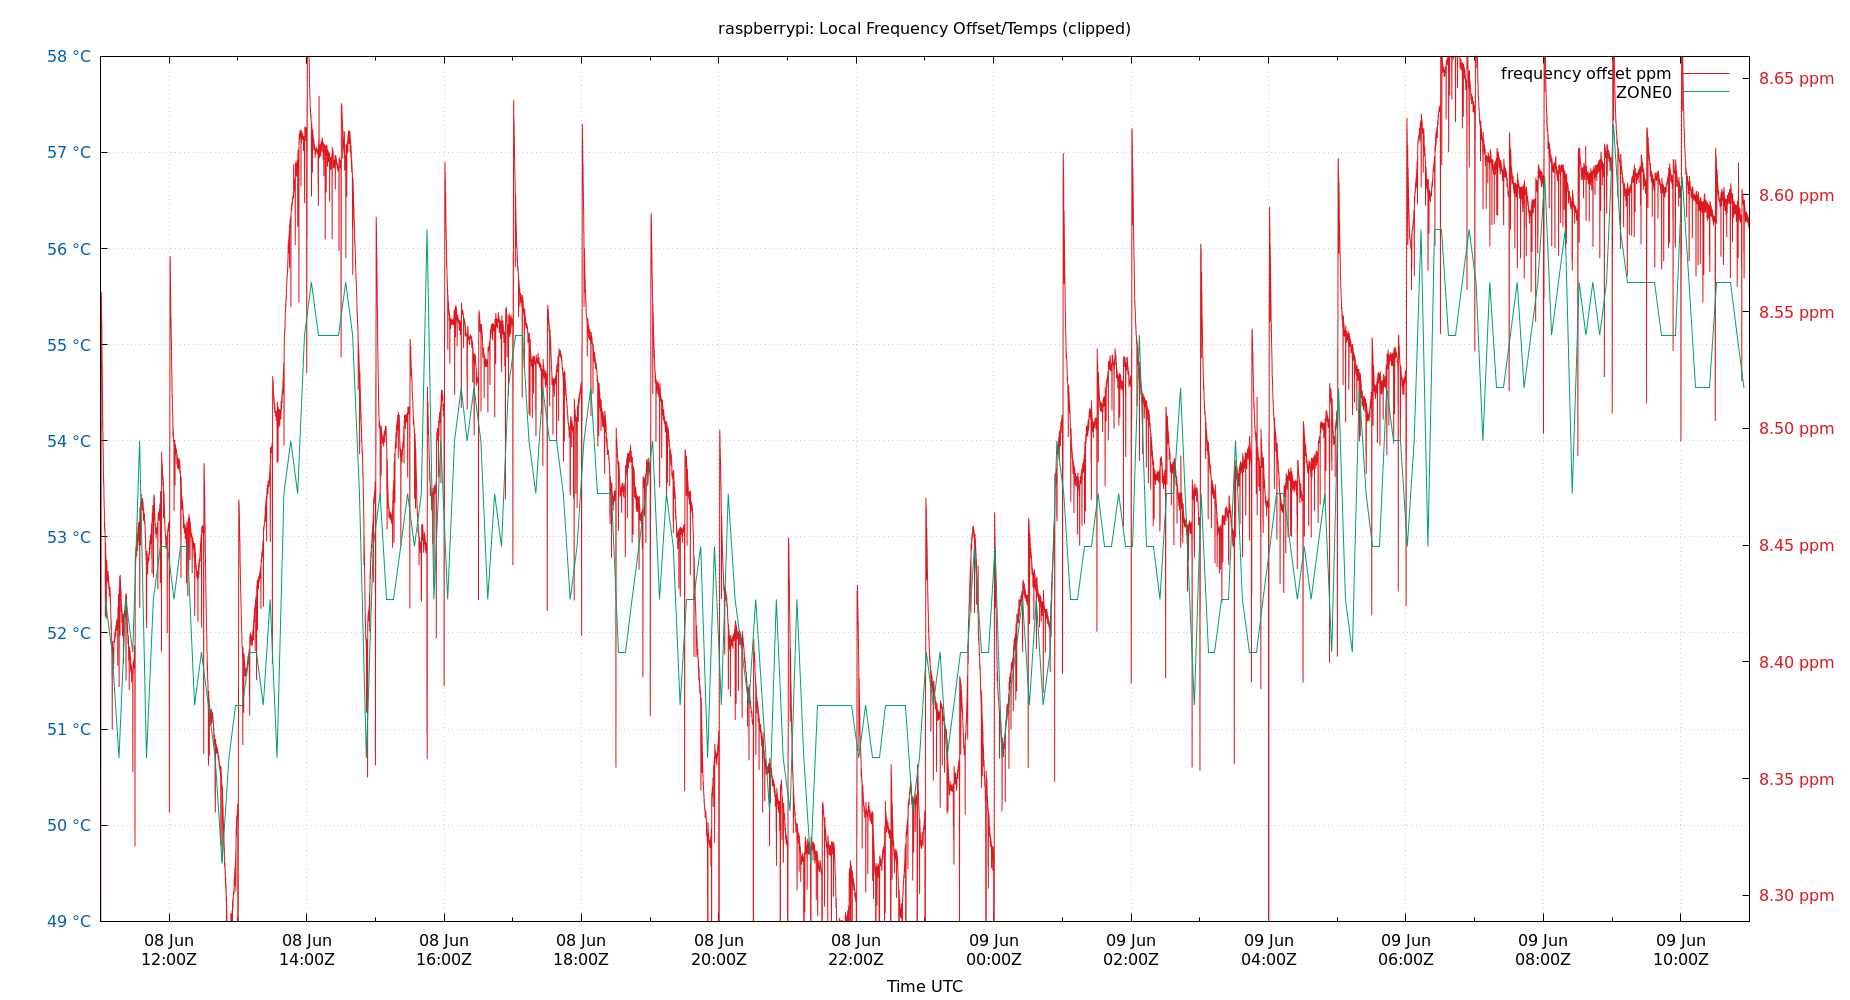 raspberrypi: Local Frequency Offset/Temps (clipped)
frequency offset ppm
ZONE0
58 °C
57 °C
56 °C
55 °C
54 °C
53 °C
52 °C
51 °C
50 °C
49 °C
8.65 ppm
8.60 ppm
8.55 ppm
8.50 ppm
8.45 ppm
8.40 ppm
8.35 ppm
8.30 ppm
08 Jun 08 Jun 08 Jun 08 Jun 08 Jun 08 Jun 09 Jun 09 Jun 09 Jun 09 Jun 09 Jun 09 Jun
12:00Z 14:00Z 16:00Z 18:00Z 20:00Z 22:00Z 00:00Z 02:00Z 04:00Z 06:00Z 08:00Z 10:00Z
Time UTC